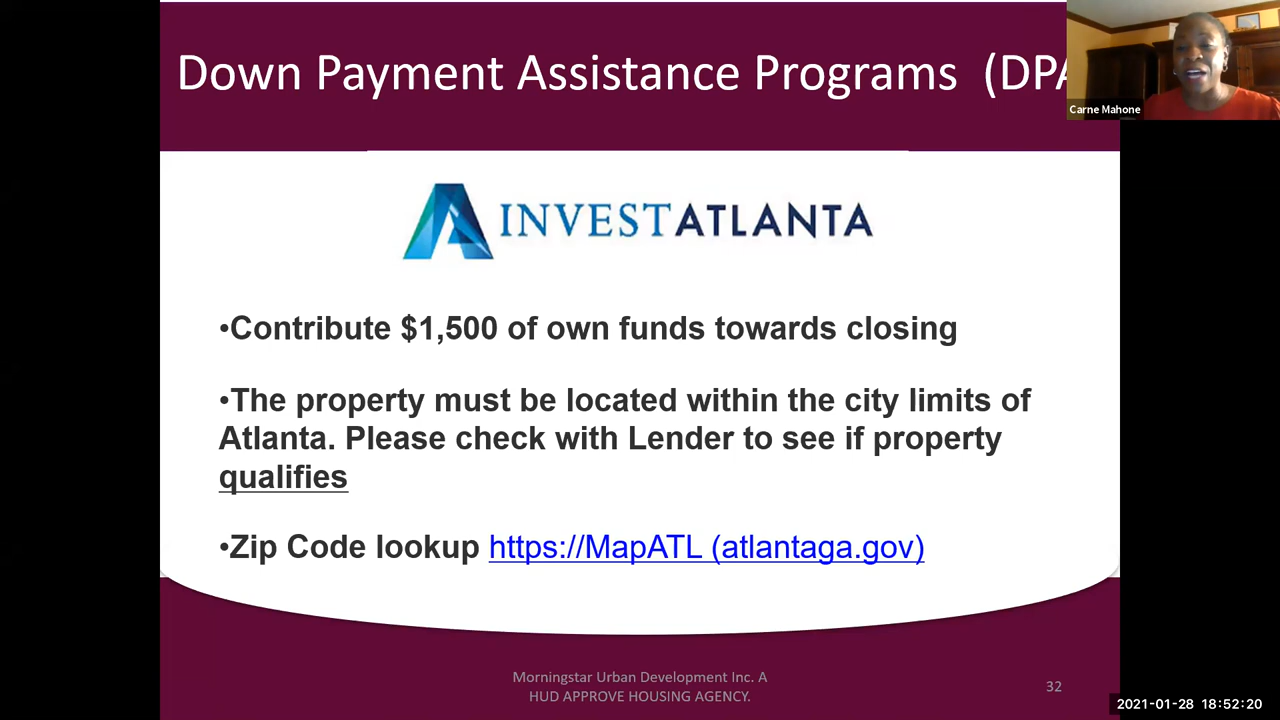 Down Payment Assistance Programs (DPA
Carne Mahone
INVESTATLANTA
•Contribute $1,500 of own funds towards closing
•The property must be located within the city limits of
Atlanta. Please check with Lender to see if property
qualifies
•Zip Code lookup https://MapATL (atlantaga.gov)
Morningstar Urban Development Inc. A
HUD APPROVE HOUSING AGENCY.
32
2021-01-28 18:52:20